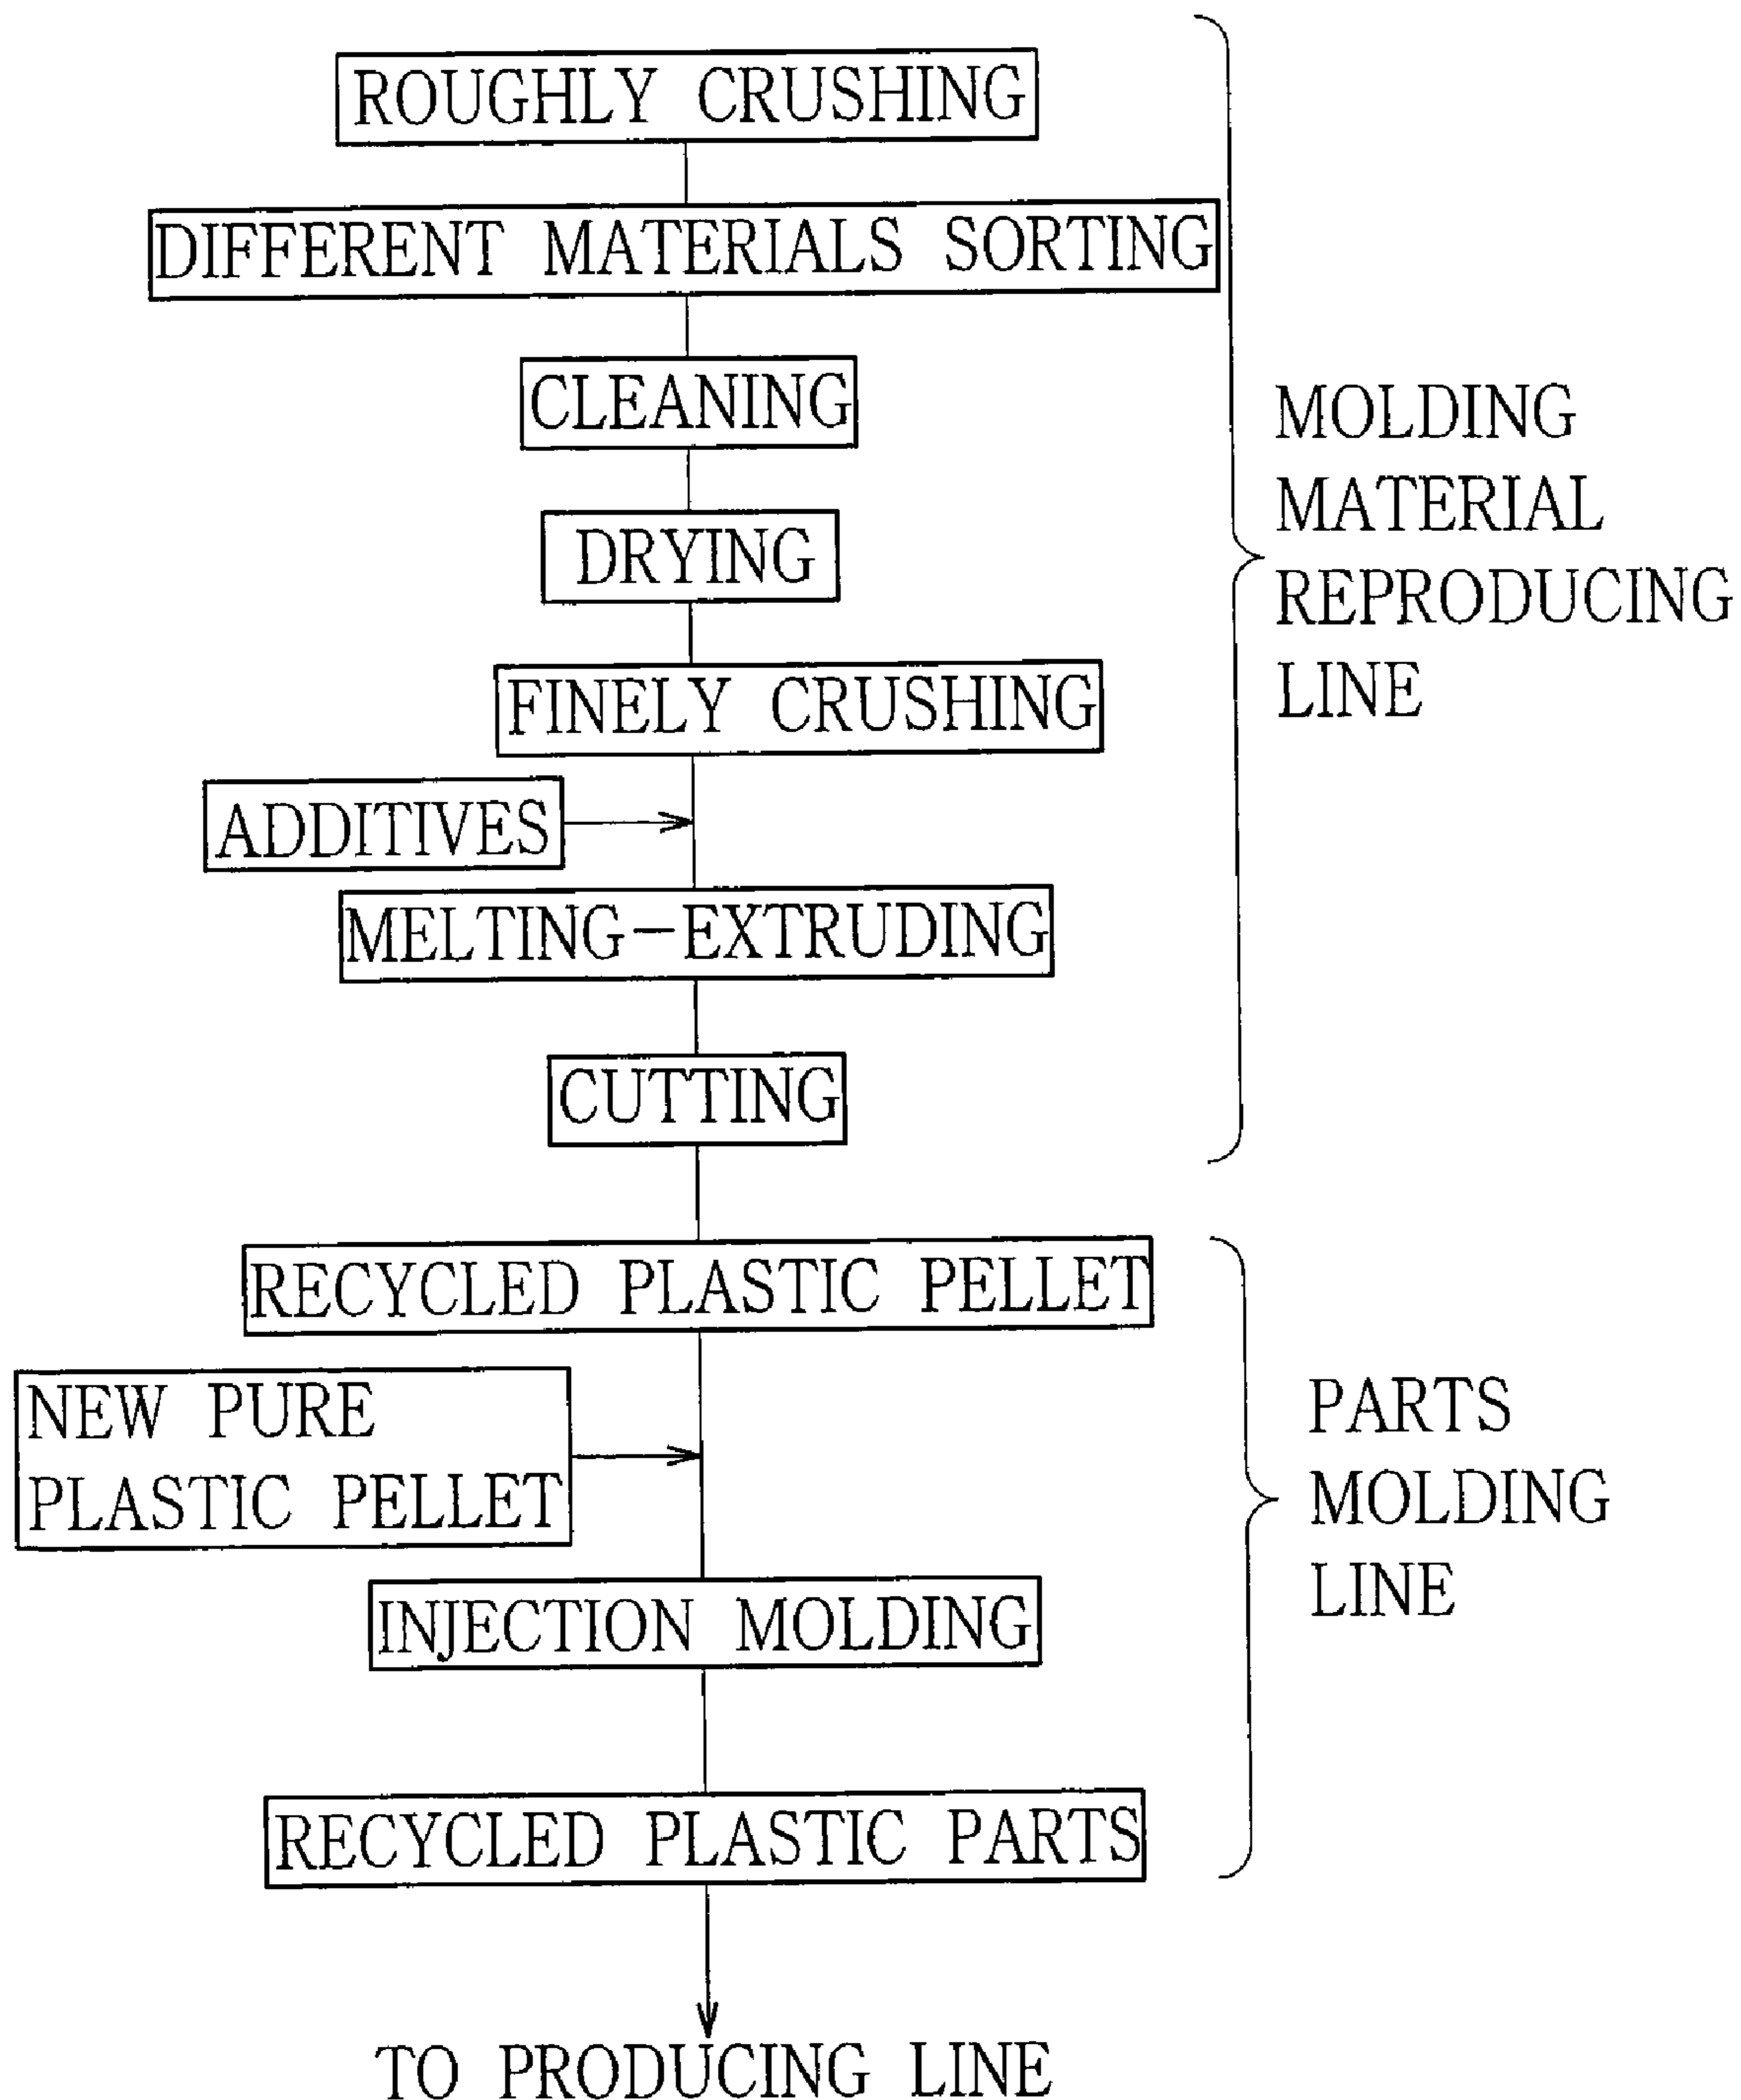 ROUGHLY CRUSHING
DIFFERENT MATERIALS SORTING
CLEANING
DRYING
FINELY CRUSHING
ADDITIVES
MELTING-EXTRUDING
CUTTING
MOLDING
MATERIAL
REPRODUCING
LINE
RECYCLED PLASTIC PELLET
NEW PURE
PLASTIC PELLET
INJECTION MOLDING
RECYCLED PLASTIC PARTS
PARTS
MOLDING
LINE
TO PRODUCING LINE